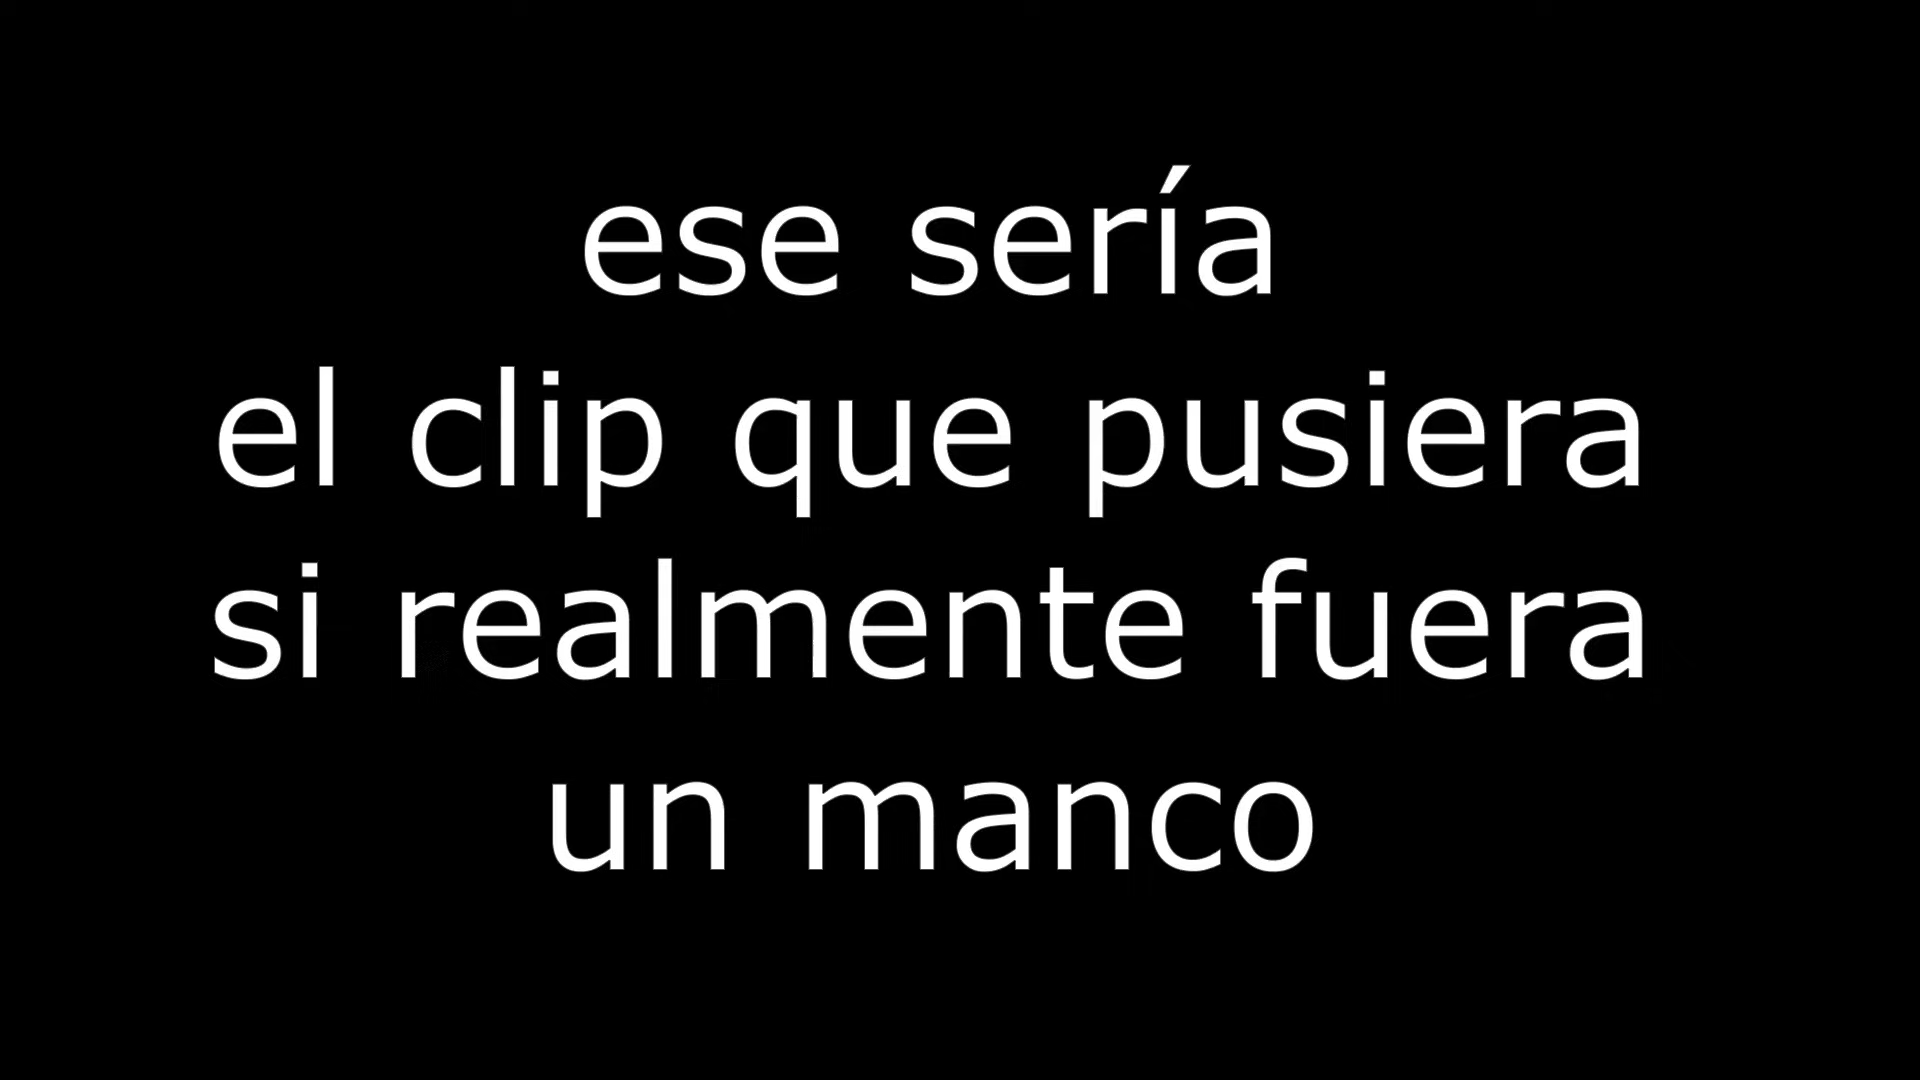 ese sería
el clip que pusiera
si realmente fuera
un manco